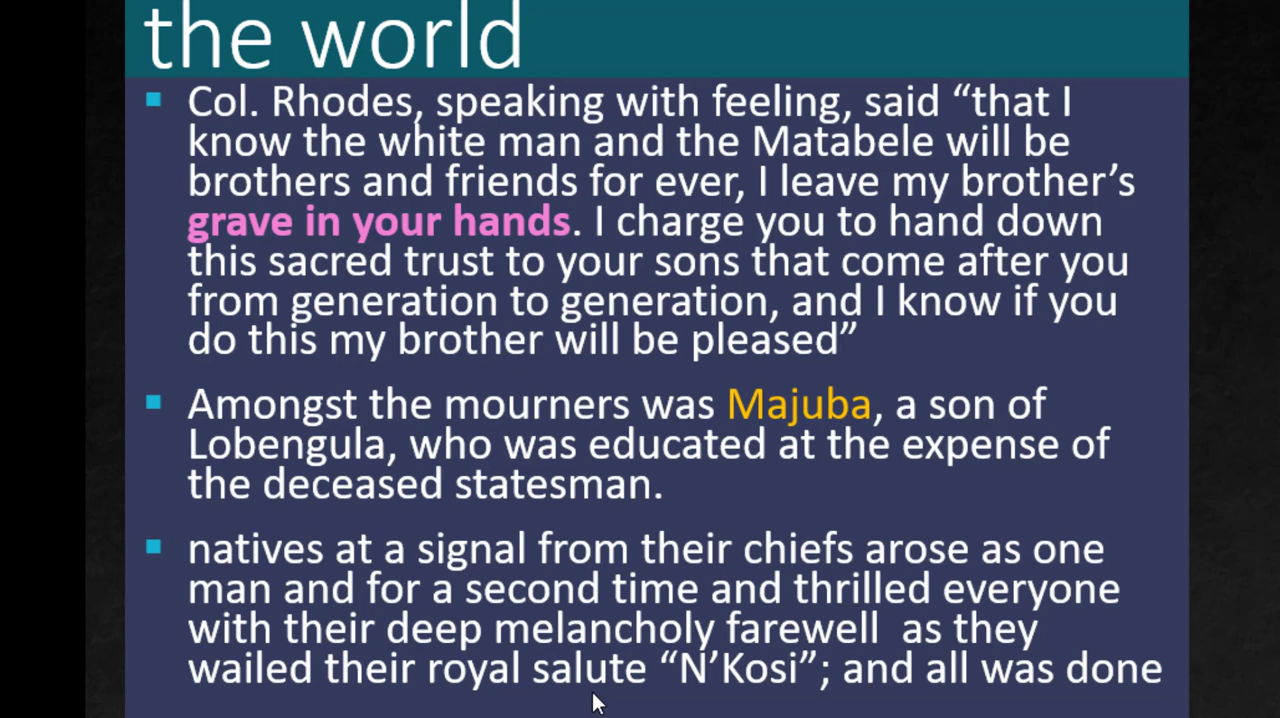 the world
Col. Rhodes, speaking with feeling, said “that I
know the white man and the Matabele will be
brothers and friends for ever, I leave my brother’s
grave in your hands. I charge you to hand down
this sacred trust to your sons that come after you
from generation to generation, and I know if you
do this my brother will be pleased”
Amongst the mourners was Majuba, a son of
Lobengula, who was educated at the expense of
the deceased statesman.
natives at a signal from their chiefs arose as one
man and for a second time and thrilled everyone
with their deep melancholy farewell as they
wailed their royal salute “N’Kosi”; and all was done